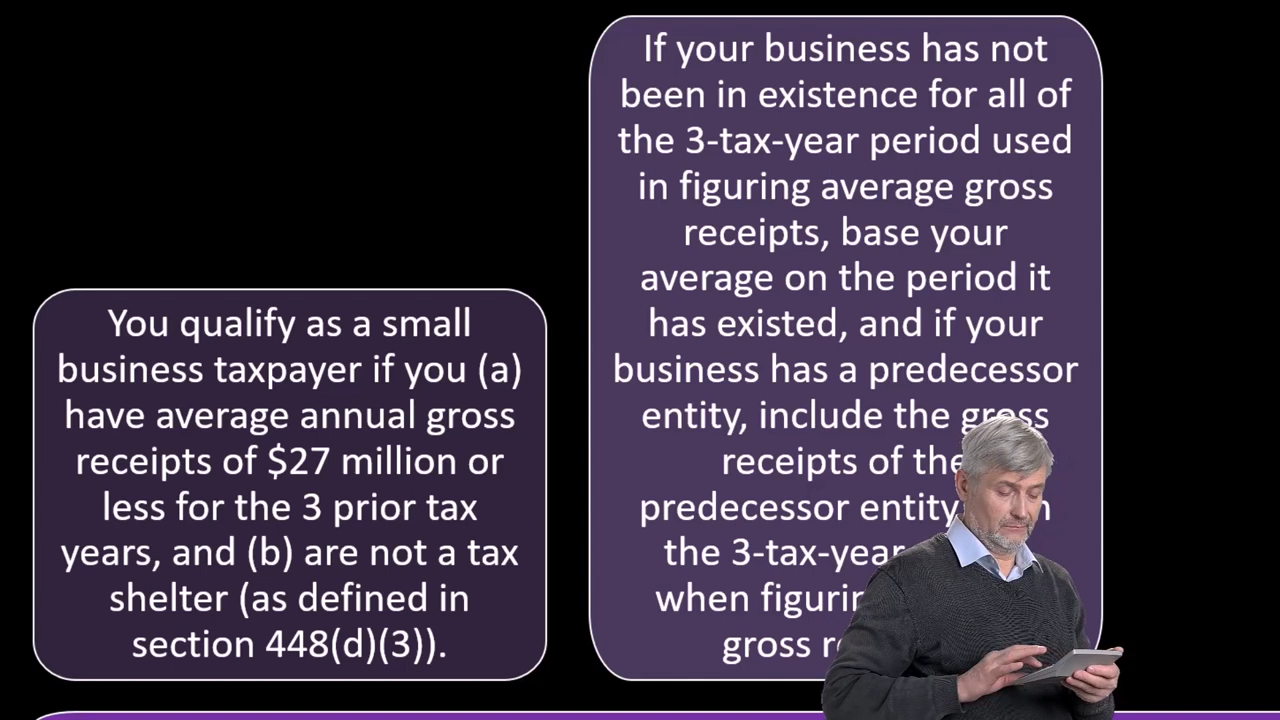 You qualify as a small
business taxpayer if you (a)
have average annual gross
receipts of $27 million or
less for the 3 prior tax
years, and (b) are not a tax
shelter (as defined in
section 448(d)(3)).
If your business has not
been in existence for all of
the 3-tax-year period used
in figuring average gross
receipts, base your
average on the period it
has existed, and if your
business has a predecessor
entity, include the gross
receipts of the
predecessor entity
the 3-tax-year
when
gross